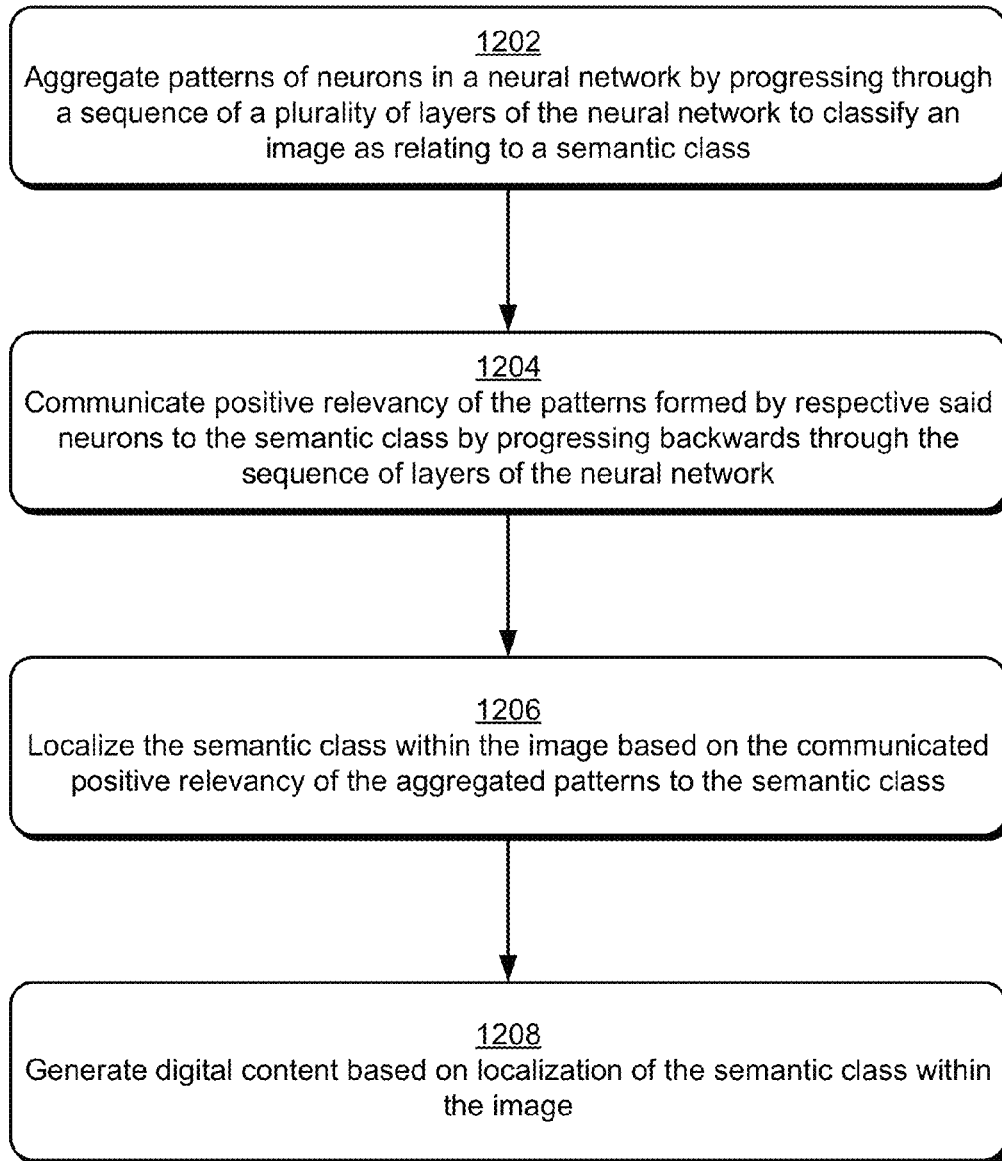 1202
Aggregate patterns of neurons in a neural network by progressing through
a sequence of a plurality of layers of the neural network to classify an
image as relating to a semantic class
1204
Communicate positive relevancy of the patterns formed by respective said
neurons to the semantic class by progressing backwards through the
sequence of layers of the neural network
1206
Localize the semantic class within the image based on the communicated
positive relevancy of the aggregated patterns to the semantic class
1208
Generate digital content based on localization of the semantic class within
the image